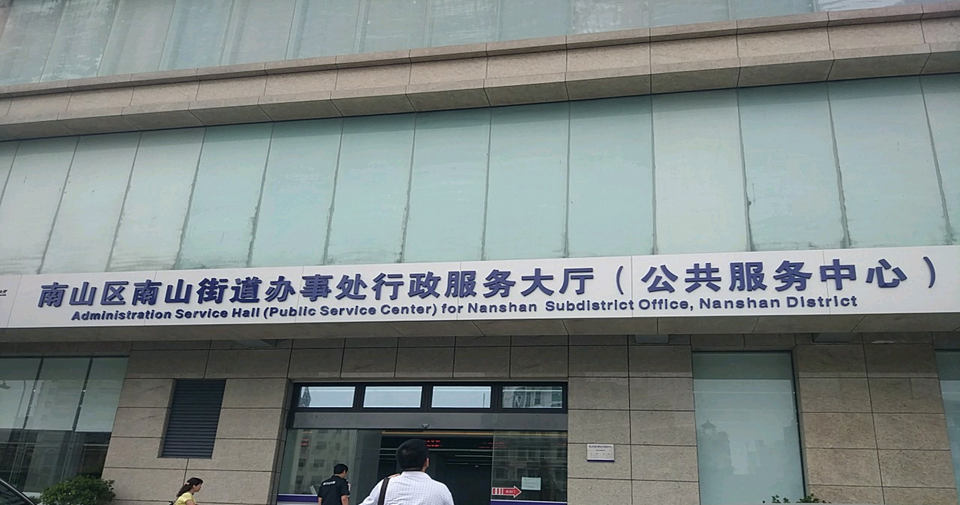 南山区南山街道办事处行政服务大厅（公共服务中心）
Administration Service Hall (Public Service Center) for Nanshan Subdistrict Office, Nanshan District